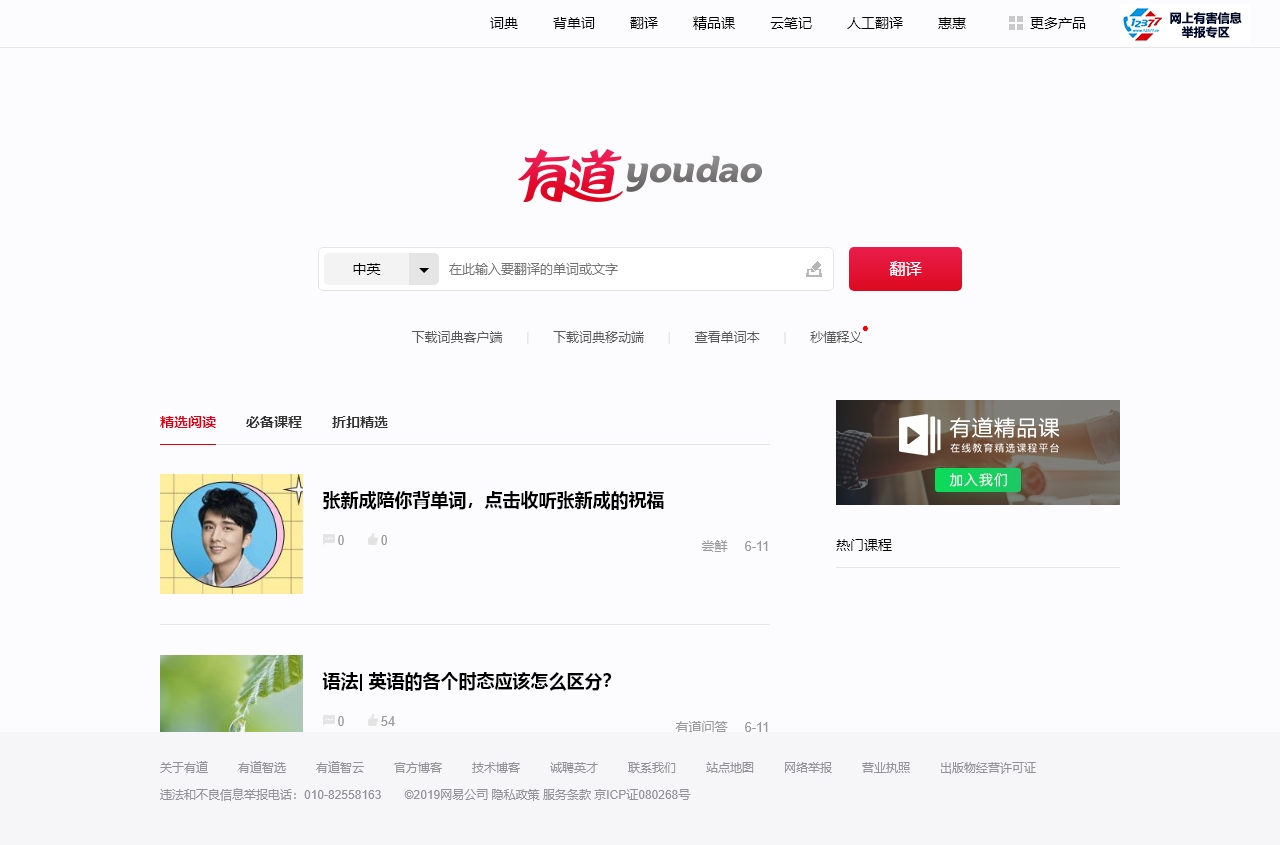 词典 背单词 翻译 精品课 云笔记 人工翻译 惠惠 更多产品 12377 www.12377.cn 网上有害信息
举报专区
有道 youdao
中英 在此输入要翻译的单词或文字 翻译
下载词典客户端 | 下载词典移动端 | 查看单词本 | 秒懂释义
精选阅读 必备课程 折扣精选
张新成陪你背单词，点击收听张新成的祝福
0 0 尝鲜 6-11
语法| 英语的各个时态应该怎么区分？
0 54 有道问答 6-11
有道精品课
在线教育精选课程平台
加入我们
热门课程
关于有道 有道智选 有道智云 官方博客 技术博客 诚聘英才 联系我们 站点地图 网络举报 营业执照 出版物经营许可证
违法和不良信息举报电话：010-82558163 ©2019网易公司 隐私政策 服务条款 京ICP证080268号